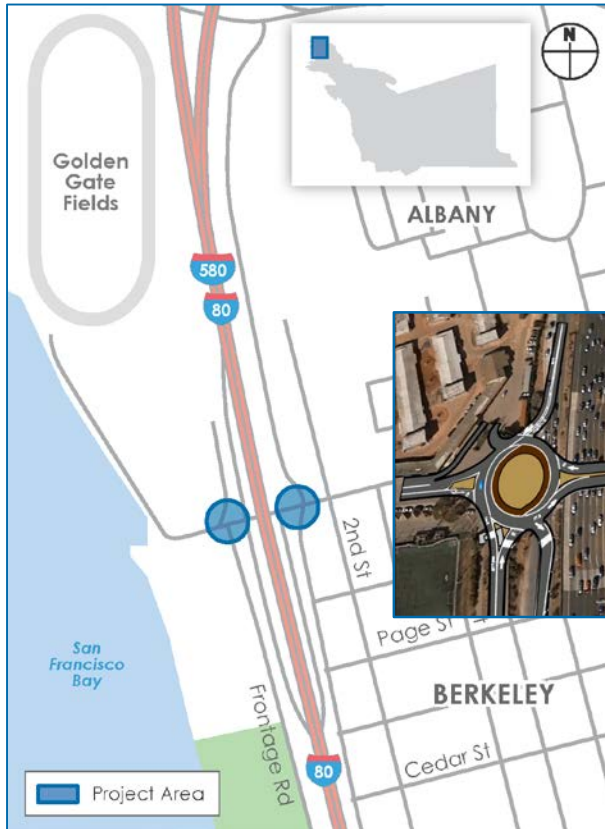 N
Golden
Gate
Fields
ALBANY
580
80
2nd St
Page St
San
Francisco
Bay
Frontage Rd
BERKELEY
80
Cedar St
Project Area